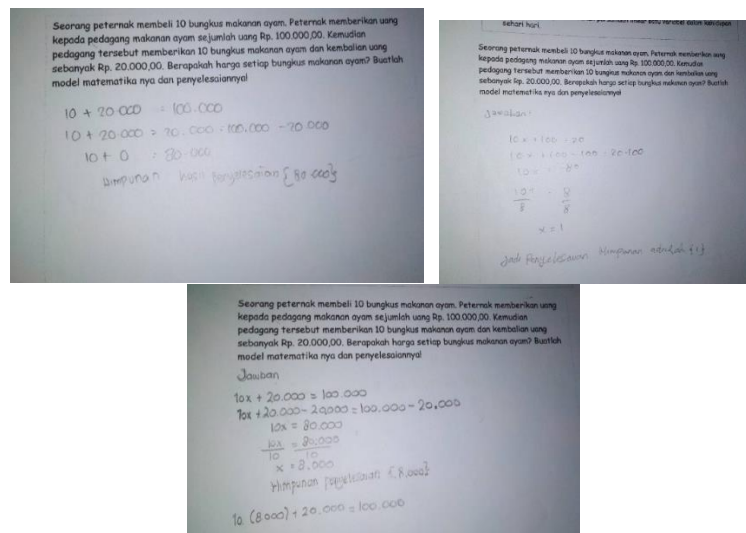 Seorang peternak membeli 10 bungkus makanan ayam. Peternak memberikan uang
kepada pedagang makanan ayam sejumlah uang Rp. 100.000,00. Kemudian
pedagang tersebut memberikan 10 bungkus makanan ayam dan kembalian uang
sebanyak Rp. 20.000,00. Berapakah harga setiap bungkus makanan ayam? Buatlah
model matematika nya dan penyelesaiannya!
10 + 20.000 = 100.000
10 + 20.000 - 20.000 = 100.000 - 20.000
10 + 0 = 80.000
Himpunan hasil Penyelesaian {80.000}
sehari hari.
Seorang peternak membeli 10 bungkus makanan ayam. Peternak memberikan uang
kepada pedagang makanan ayam sejumlah uang Rp. 100.000,00. Kemudian
pedagang tersebut memberikan 10 bungkus makanan ayam dan kembalian uang
sebanyak Rp. 20.000,00. Berapakah harga setiap bungkus makanan ayam? Buatlah
model matematika nya dan penyelesaiannya!
Jawaban:
10x + 100 = 20
10x + 100 - 100 = 20-100
10x = -80
8 = 8
8
x = 1
Jadi Penyelesaian Himpunan adalah {1}
Seorang peternak membeli 10 bungkus makanan ayam. Peternak memberikan uang
kepada pedagang makanan ayam sejumlah uang Rp. 100.000,00. Kemudian
pedagang tersebut memberikan 10 bungkus makanan ayam dan kembalian uang
sebanyak Rp. 20.000,00. Berapakah harga setiap bungkus makanan ayam? Buatlah
model matematika nya dan penyelesaiannya!
Jawban
10x + 20.000 = 100.000
10x + 20.000 - 20.000 = 100.000 - 20.000
10x = 80.000
10x = 80.000
10 10
x = 8.000
Himpunan penyelesaian {8.000}
10 (8000) + 20.000 = 100.000